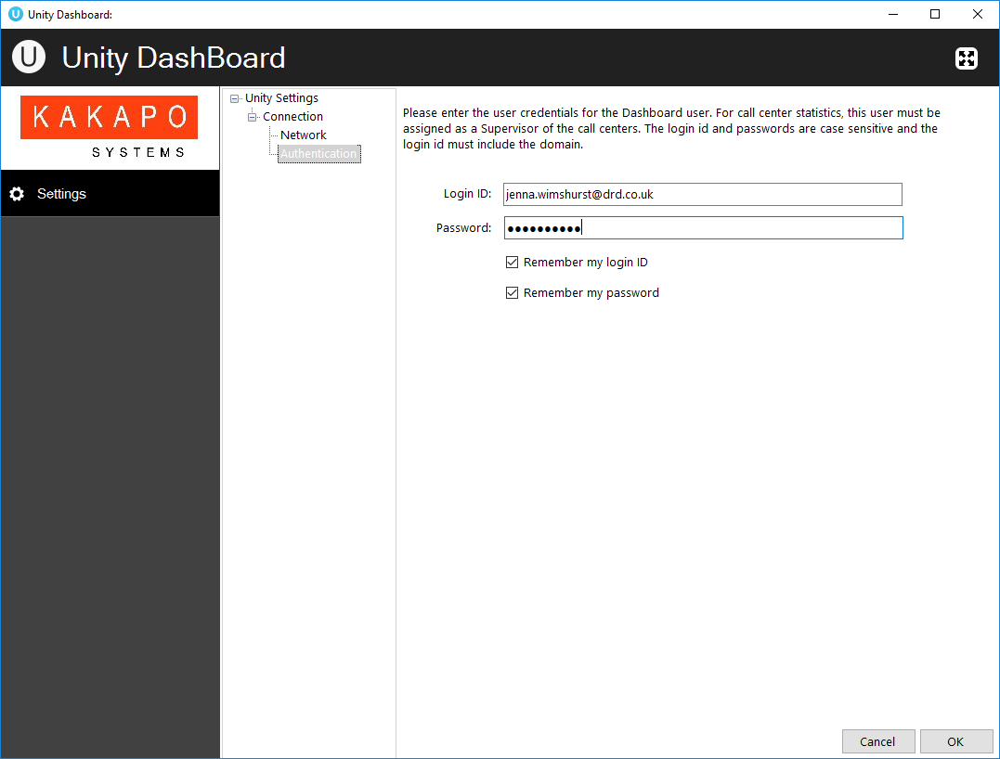 U Unity Dashboard:
U Unity DashBoard
KAKAPO
SYSTEMS
Settings
Unity Settings
Connection
Network
Authentication
Please enter the user credentials for the Dashboard user. For call center statistics, this user must be
assigned as a Supervisor of the call centers. The login id and passwords are case sensitive and the
login id must include the domain.
Login ID: jenna.wimshurst@drd.co.uk
Password: ●●●●●●●●●●
Remember my login ID
Remember my password
Cancel OK